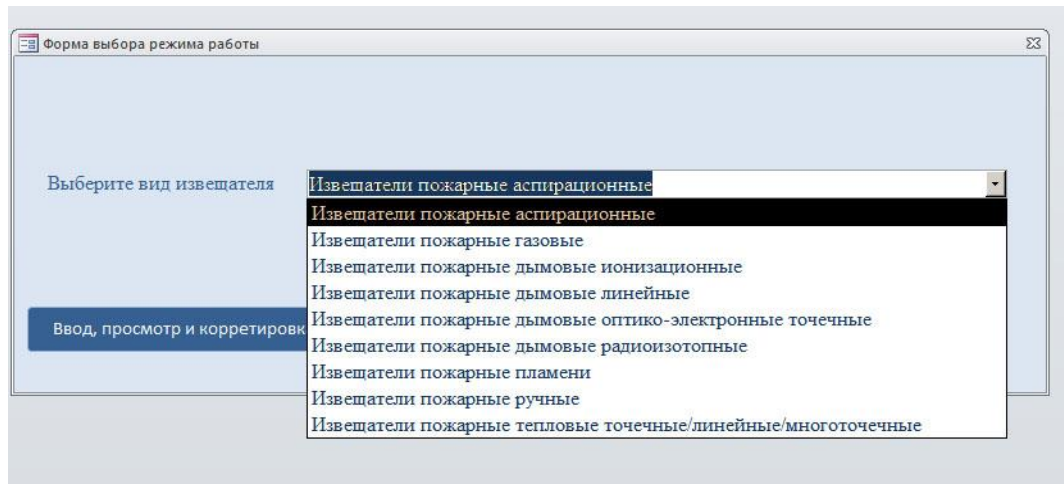 Форма выбора режима работы
Выберите вид извещателя
Извещатели пожарные аспирационные
Извещатели пожарные аспирационные
Извещатели пожарные газовые
Извещатели пожарные дымовые ионизационные
Извещатели пожарные дымовые линейные
Извещатели пожарные дымовые оптико-электронные точечные
Ввод, просмотр и корретировк
Извещатели пожарные дымовые радиоизотопные
Извещатели пожарные пламени
Извещатели пожарные ручные
Извещатели пожарные тепловые точечные/линейные/многоточечные